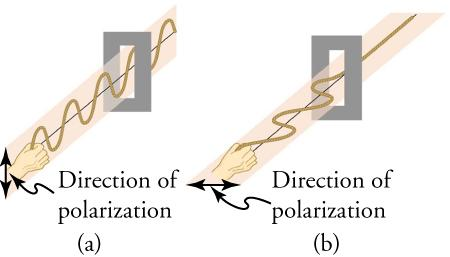 Direction of
polarization
(a)
Direction of
polarization
(b)